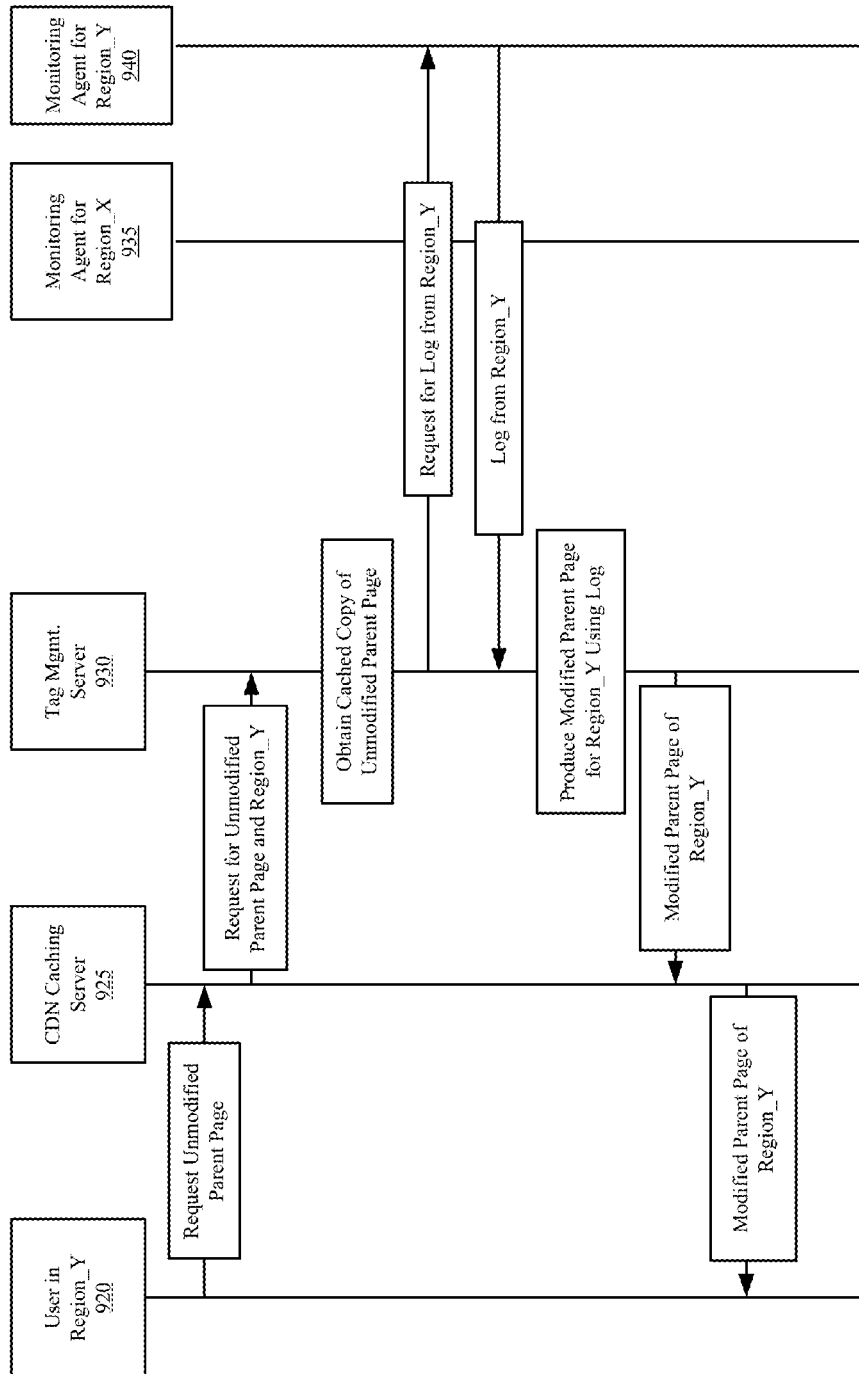 User in
Region_Y
920
CDN Caching
Server
925
Tag Mgmt.
Server
930
Monitoring
Agent for
Region_X
935
Monitoring
Agent for
Region_Y
940
Request Unmodified
Parent Page
Request for Unmodified
Parent Page and Region_Y
Obtain Cached Copy of
Unmodified Parent Page
Request for Log from Region_Y
Log from Region_Y
Produce Modified Parent Page
for Region_Y Using Log
Modified Parent Page of
Region_Y
Modified Parent Page of
Region_Y